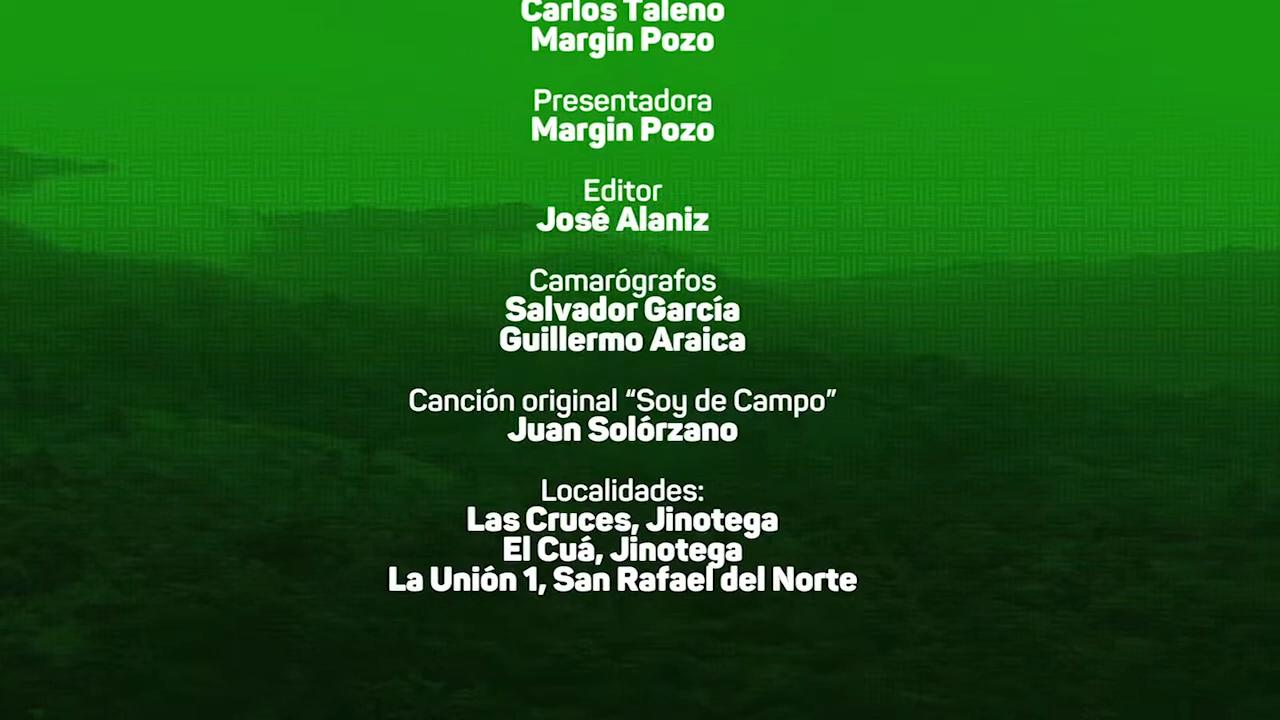 Carlos Taleno
Margin Pozo
Presentadora
Margin Pozo
Editor
José Alaniz
Camarógrafos
Salvador García
Guillermo Araica
Canción original “Soy de Campo”
Juan Solórzano
Localidades:
Las Cruces, Jinotega
El Cuá, Jinotega
La Unión 1, San Rafael del Norte